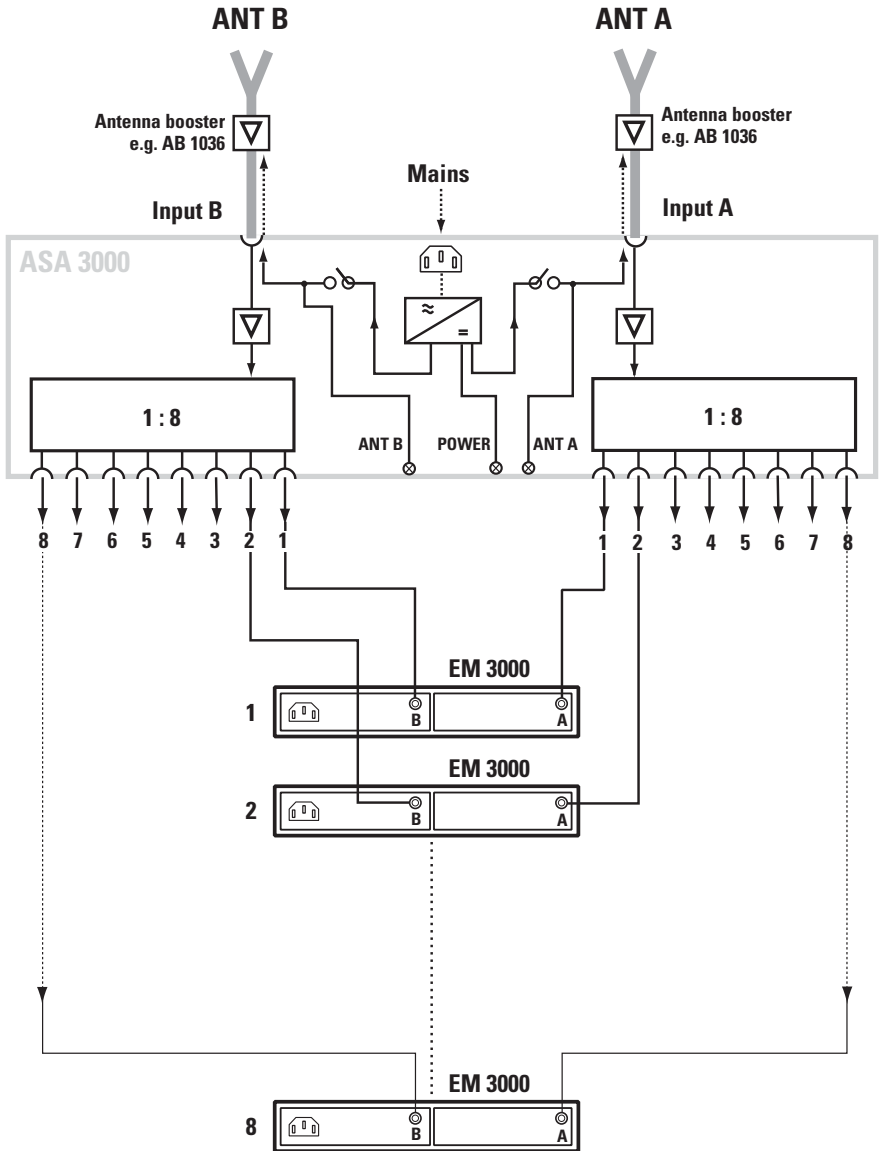 ANT B
ANT A
Antenna booster
e.g. AB 1036
Antenna booster
e.g. AB 1036
Mains
Input B
Input A
ASA 3000
≈
=
1 : 8
1 : 8
ANT B
POWER
ANT A
8 7 6 5 4 3 2 1
1 2 3 4 5 6 7 8
EM 3000
1
B
A
EM 3000
2
B
A
EM 3000
8
B
A